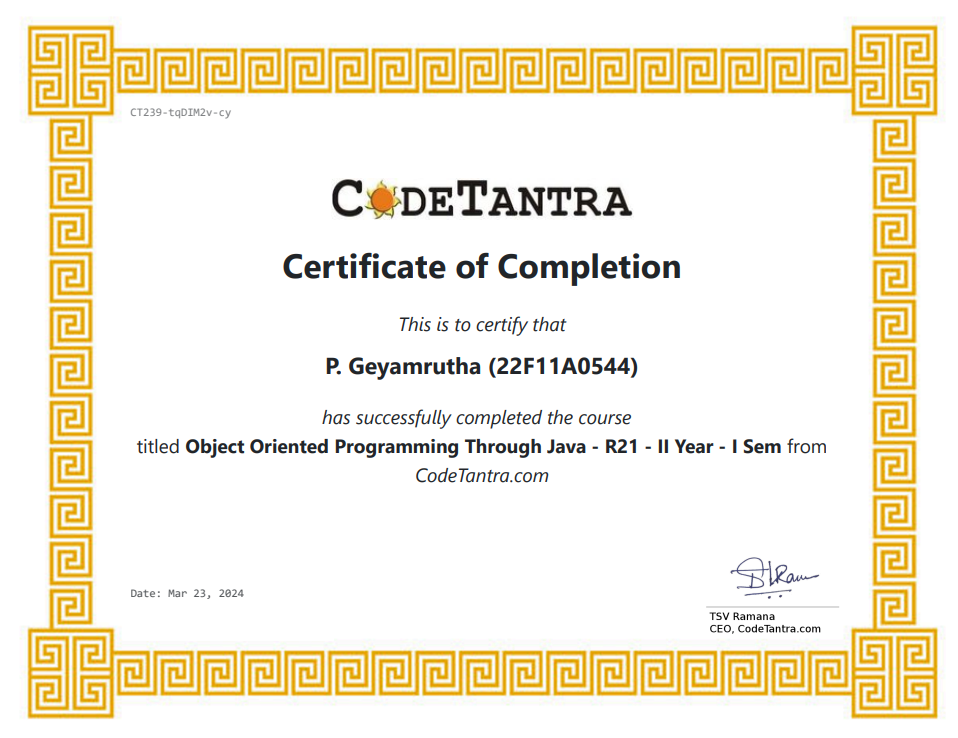 CT239-tqDIM2v-cy
CODETANTRA
Certificate of Completion
This is to certify that
P. Geyamrutha (22F11A0544)
has successfully completed the course
titled Object Oriented Programming Through Java - R21 - II Year - I Sem from
CodeTantra.com
Date: Mar 23, 2024
TSV Ramana
CEO, CodeTantra.com